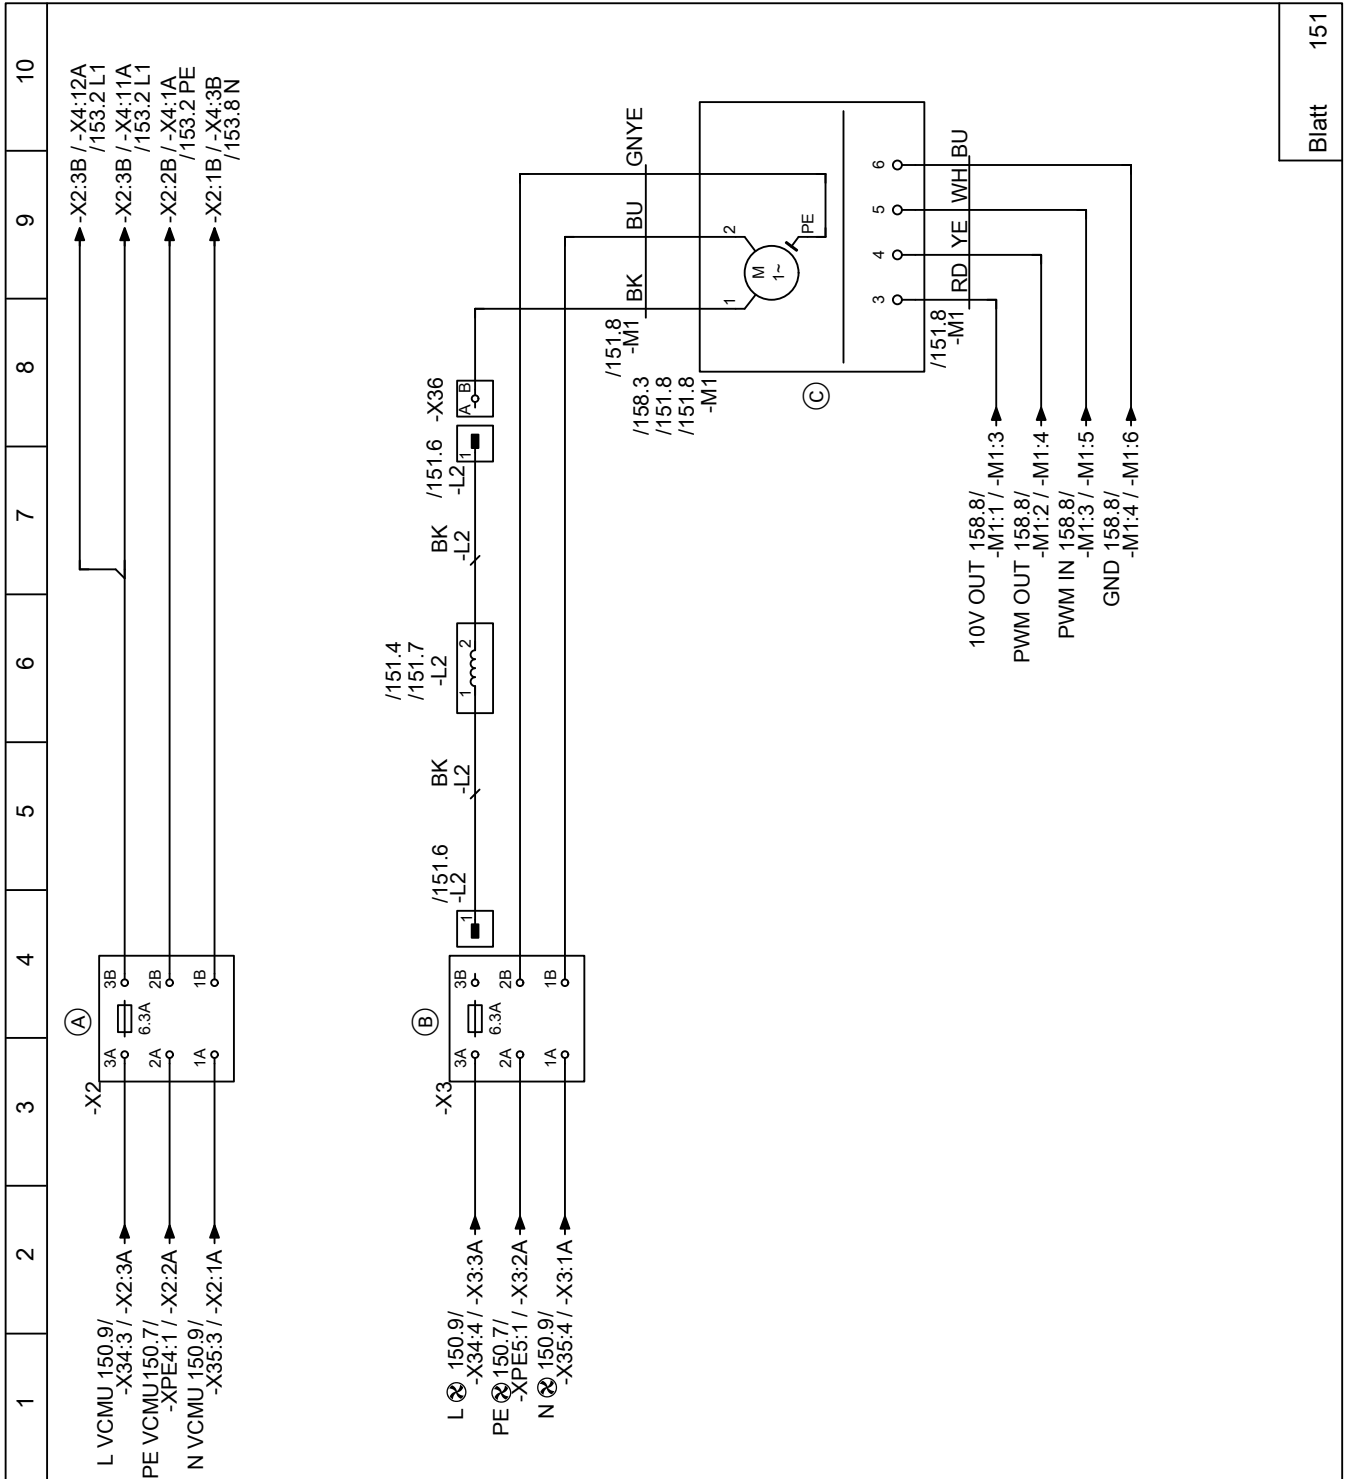 1
2
3
4
5
6
7
8
9
10
L VCMU 150.9/
-X34:3 / -X2:3A
PE VCMU150.7/
-XPE4:1 / -X2:2A
N VCMU 150.9/
-X35:3 / -X2:1A
-X2
A
3A
3B
6.3A
2A
2B
1A
1B
-X2:3B / -X4:12A
/153.2 L1
-X2:3B / -X4:11A
/153.2 L1
-X2:2B / -X4:1A
/153.2 PE
-X2:1B / -X4:3B
/153.8 N
L 150.9/
-X34:4 / -X3:3A
PE 150.7/
-XPE5:1 / -X3:2A
N 150.9/
-X35:4 / -X3:1A
-X3
B
3A
3B
6.3A
2A
2B
1A
1B
/151.6
-L2
1
BK
-L2
/151.4
/151.7
-L2
1
2
BK
-L2
/151.6
-L2
1
-X36
A
B
/151.8
-M1
BK
BU
GNYE
/158.3
/151.8
/151.8
-M1
1
2
M
1~
PE
C
3
4
5
6
/151.8
-M1
RD
YE
WH
BU
10V OUT 158.8/
-M1:1 / -M1:3
PWM OUT 158.8/
-M1:2 / -M1:4
PWM IN 158.8/
-M1:3 / -M1:5
GND 158.8/
-M1:4 / -M1:6
Blatt 151